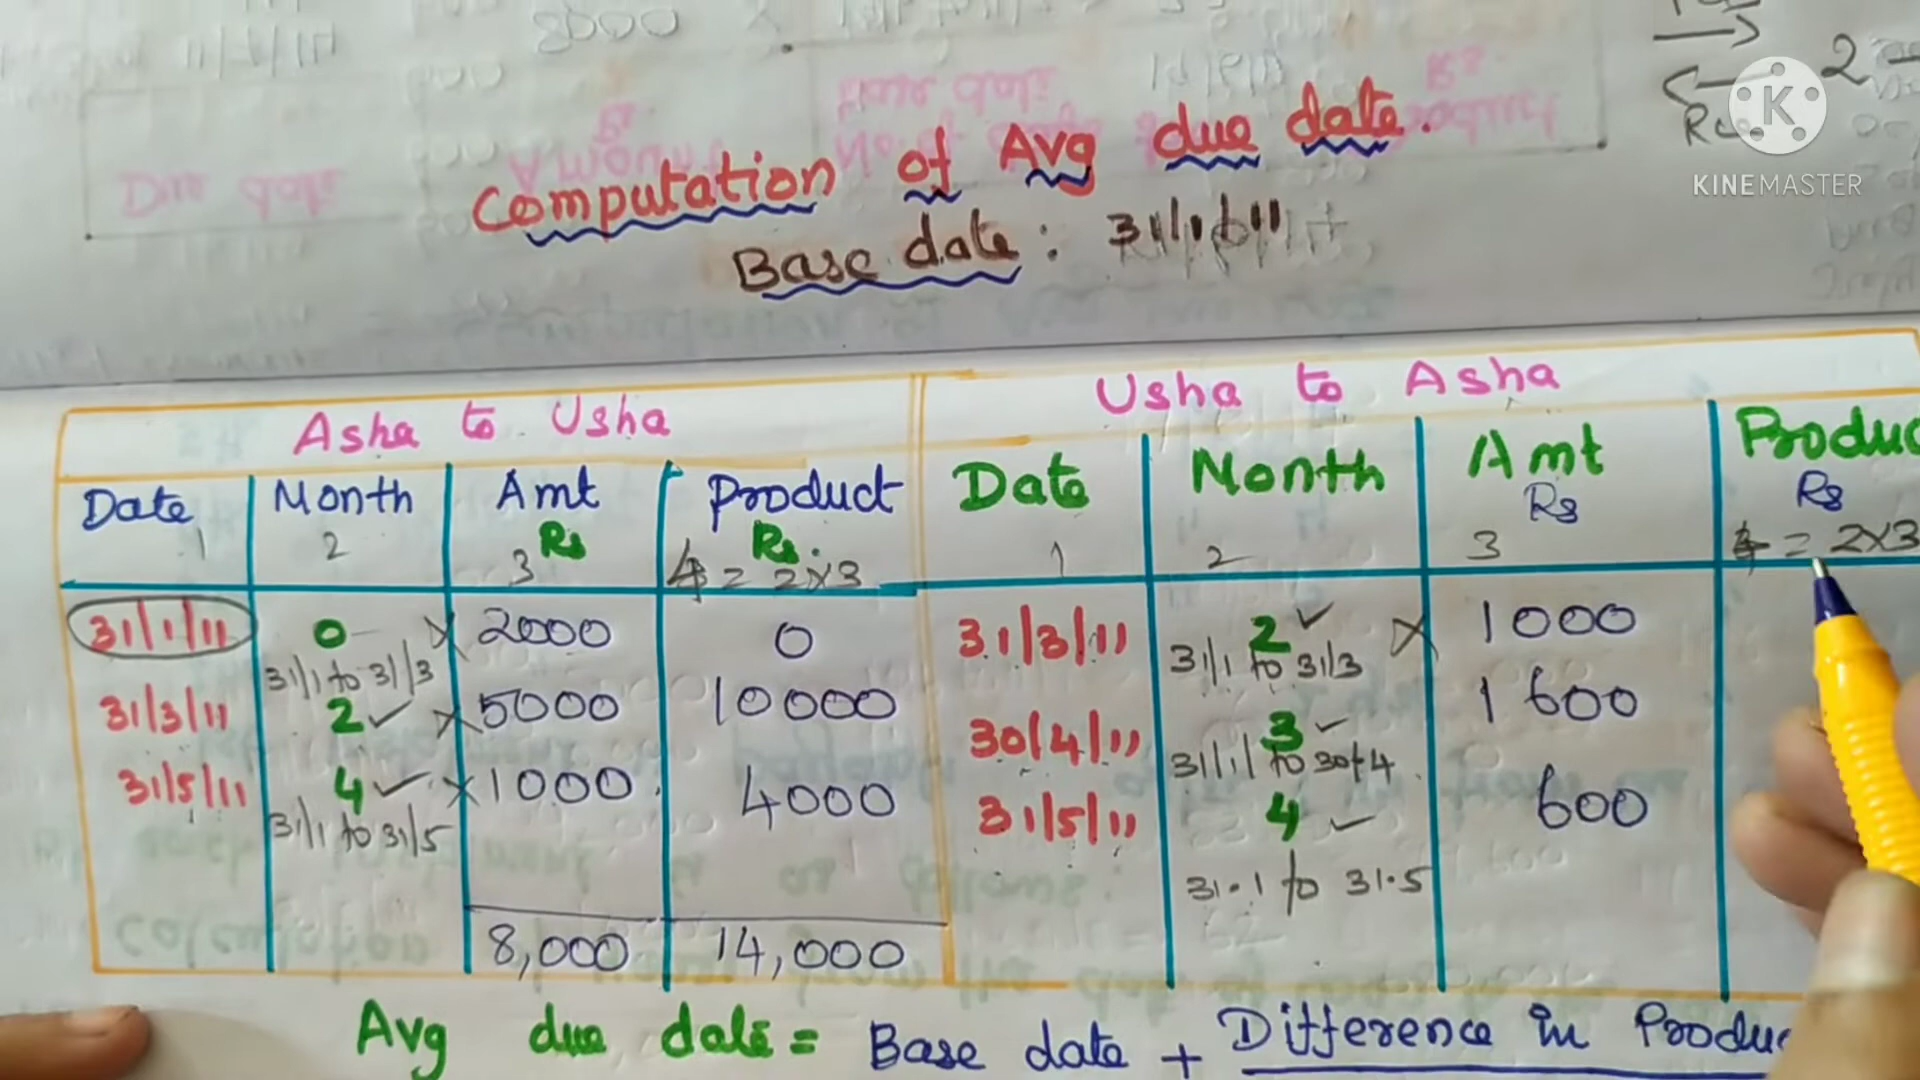 Computation of Avg due date.
Base date : 31/1/11
KINEMASTER
Asha to Usha
Usha to Asha
Date Month Amt Product Date Month Amt Produc
Rs Rs. Rs Rs
1 2 3 4 = 2x3 1 2 3 4 = 2x3
31/1/11 0 x 2000 0 31/3/11 2 ✓ x 1000
31/1 to 31/3 31/1 to 31/3
31/3/11 2 ✓ x 5000 10000 30/4/11 3 ✓ 1600
31/1 to 30/4
31/5/11 4 ✓ x 1000 4000 31/5/11 4 ✓ 600
31/1 to 31/5 31.1 to 31.5
8,000 14,000
Avg due date = Base date + Difference in Produc